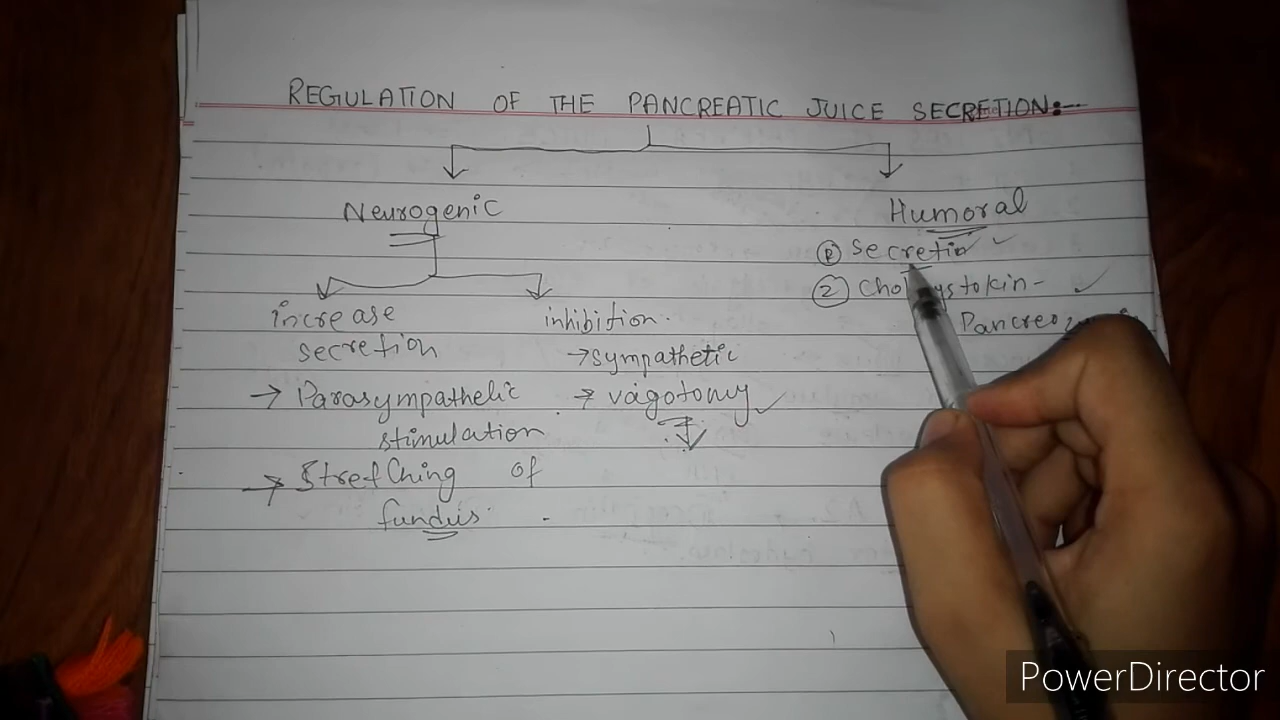 REGULATION OF THE PANCREATIC JUICE SECRETION:--
Neurogenic
Humoral
① Secretin
② Chol ystokin-
Pancreo
increase
secretion
→ Parasympathetic
stimulation
→ Stretching of
fundus.
inhibition.
→ sympathetic
→ vagotomy
PowerDirector